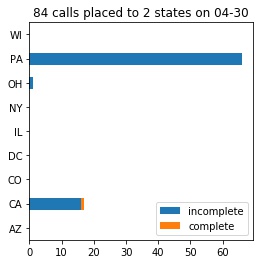 84 calls placed to 2 states on 04-30
WI
PA
OH
NY
IL
DC
CO
CA
AZ
incomplete
complete
0 10 20 30 40 50 60